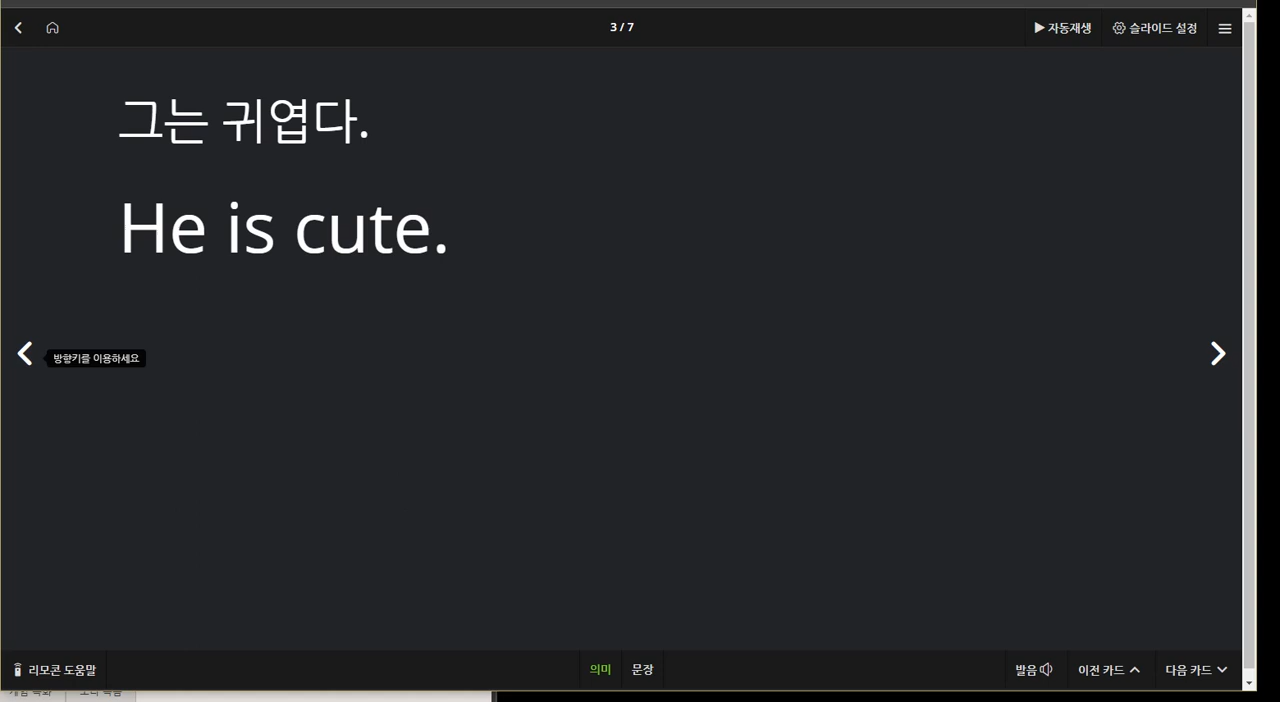 3 / 7
자동재생
슬라이드 설정
그는 귀엽다.
He is cute.
방향키를 이용하세요
리모콘 도움말
의미
문장
발음
이전 카드
다음 카드